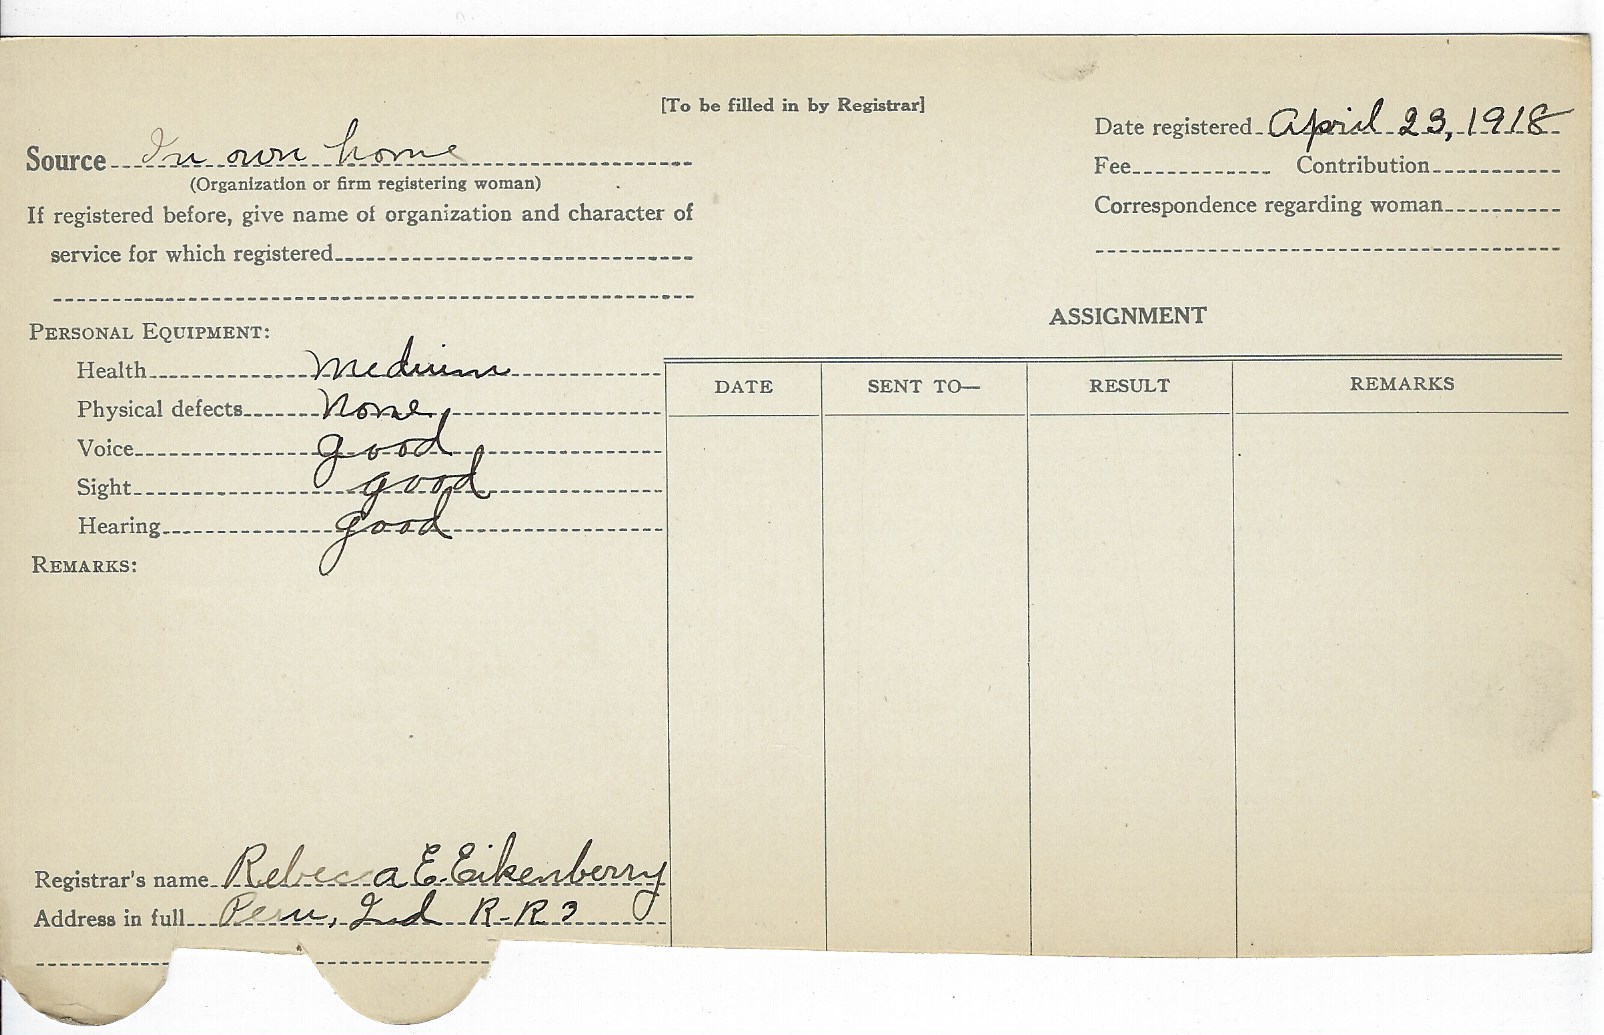 [To be filled in by Registrar]
Source In own home
(Organization or firm registering woman)
If registered before, give name of organization and character of
service for which registered
Date registered April 23, 1918
Fee Contribution
Correspondence regarding woman
PERSONAL EQUIPMENT:
Health Medium
Physical defects none
Voice good
Sight good
Hearing good
REMARKS:
ASSIGNMENT
DATE SENT TO— RESULT REMARKS
Registrar's name Rebecca E. Eikenberry
Address in full Peru, Ind R-R